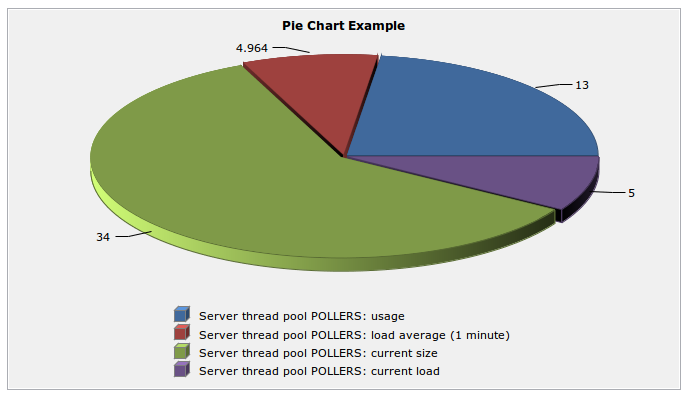 Pie Chart Example
4.964
13
5
34
Server thread pool POLLERS: usage
Server thread pool POLLERS: load average (1 minute)
Server thread pool POLLERS: current size
Server thread pool POLLERS: current load